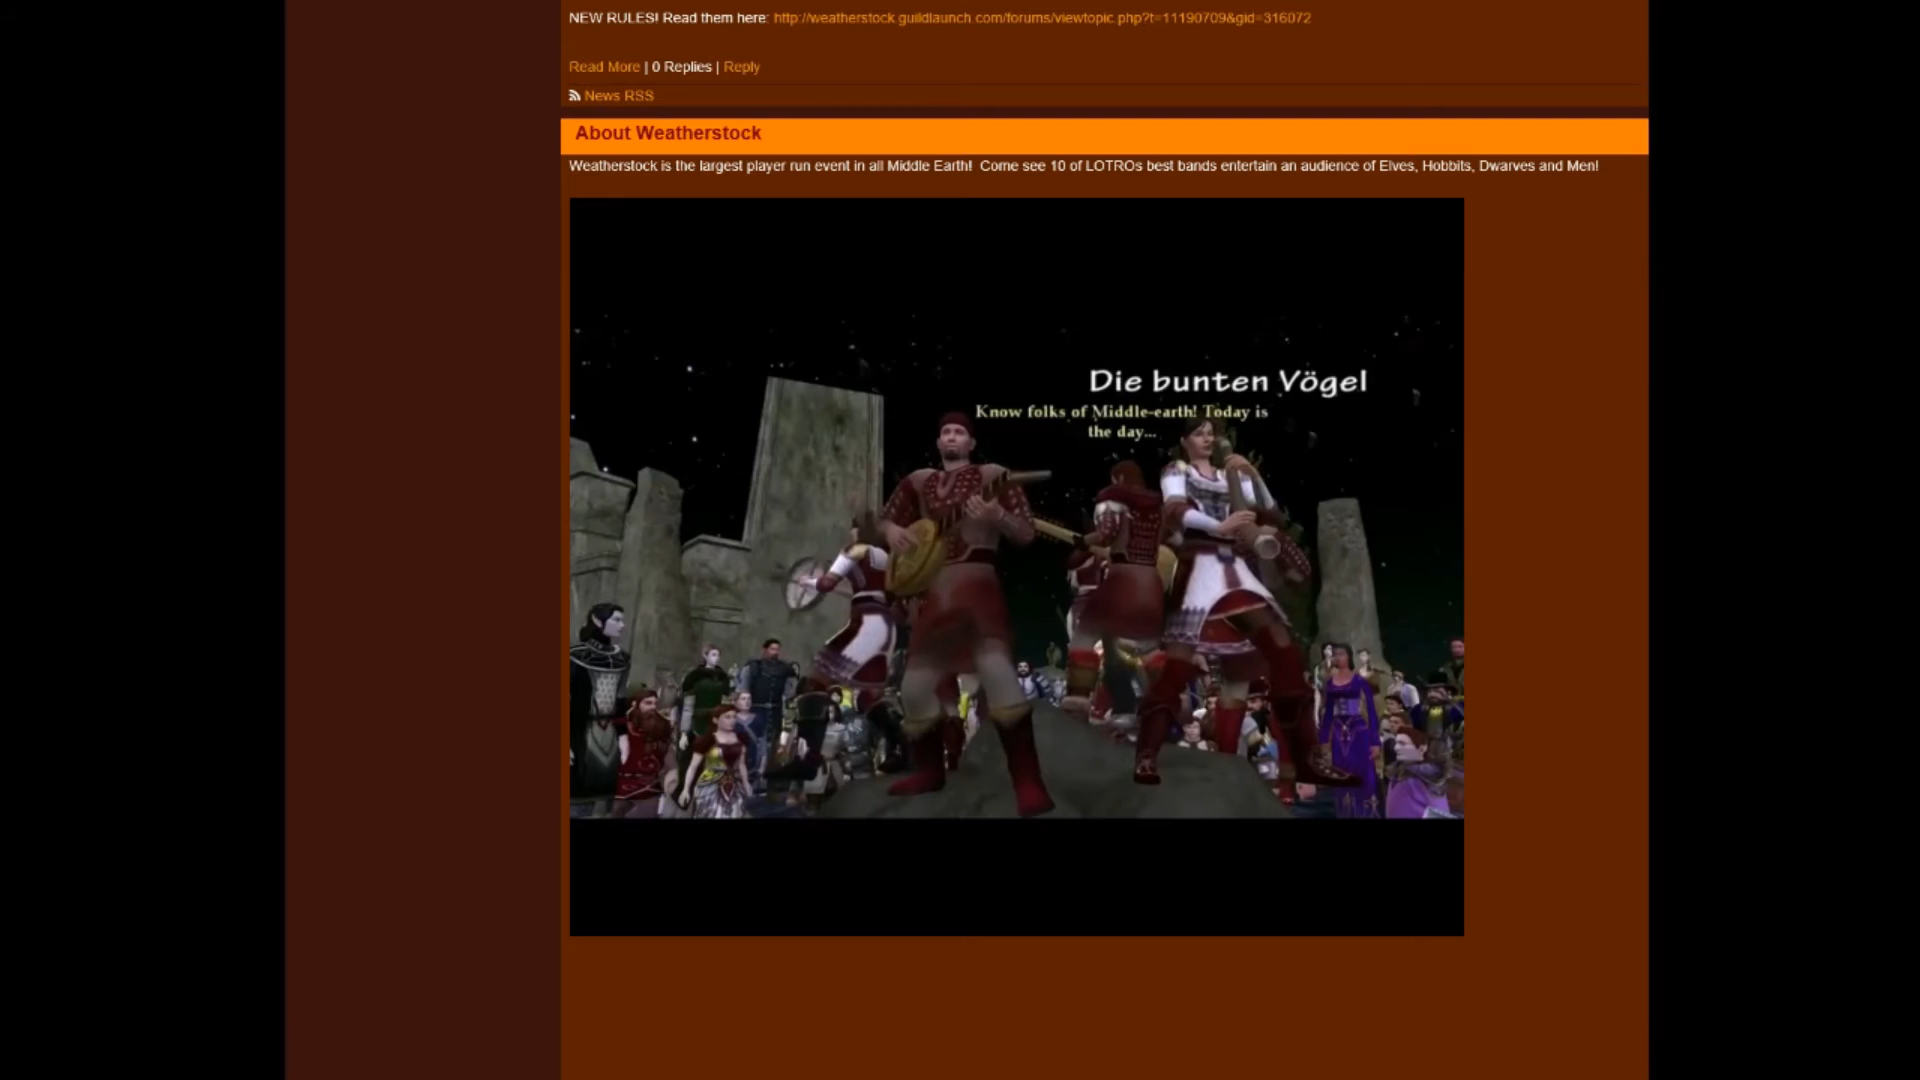 NEW RULES! Read them here: http://weatherstock.guildlaunch.com/forums/viewtopic.php?t=11190709&gid=316072
Read More | 0 Replies | Reply
News RSS
About Weatherstock
Weatherstock is the largest player run event in all Middle Earth! Come see 10 of LOTROs best bands entertain an audience of Elves, Hobbits, Dwarves and Men!
Die bunten Vögel
Know folks of Middle-earth! Today is
the day...